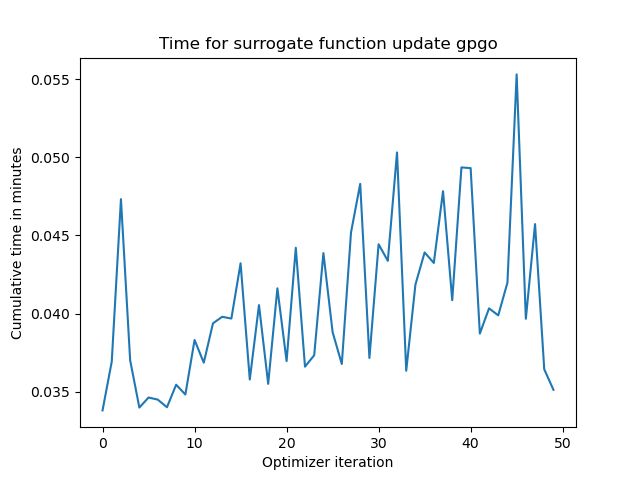 Time for surrogate function update gpgo
Cumulative time in minutes
0.055
0.050
0.045
0.040
0.035
0 10 20 30 40 50
Optimizer iteration